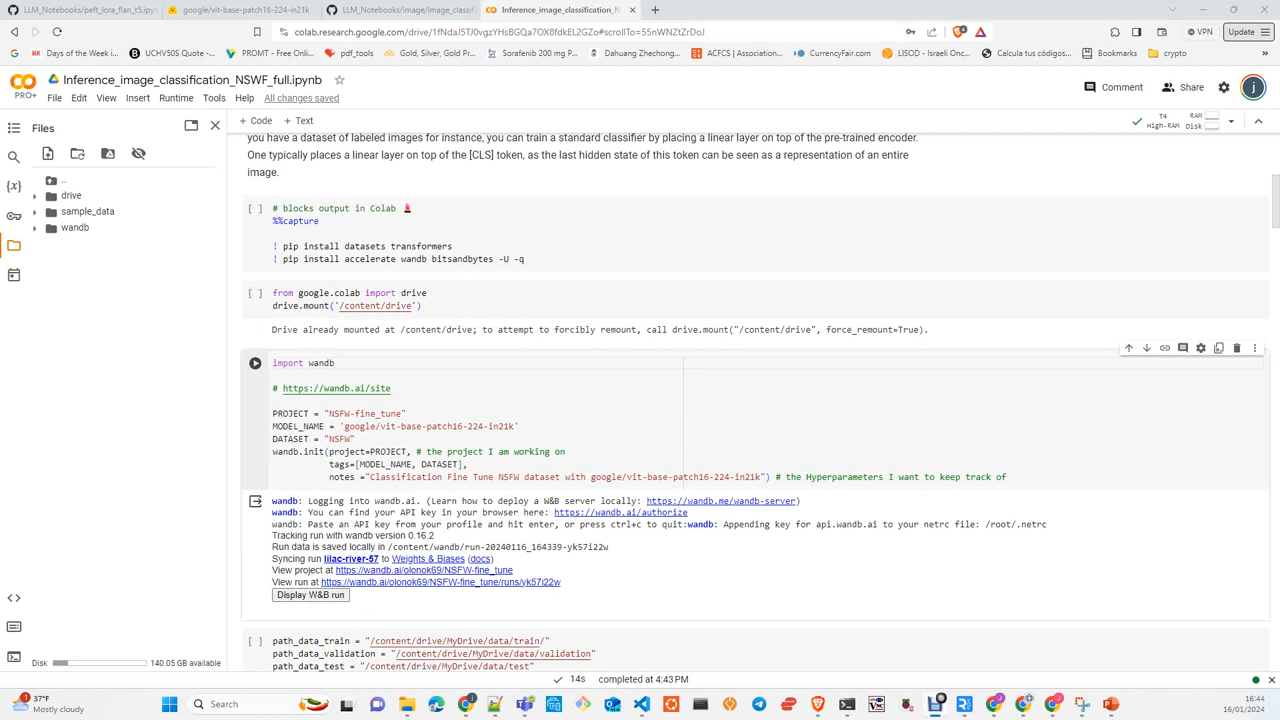 LLM_Notebooks/peft_lora_flan_t5.ipyn
google/vit-base-patch16-224-in21k
LLM_Notebooks/image/image_classifi
Inference_image_classification_N
colab.research.google.com/drive/1fNdaJ5TJ0vgzYHsBGQa7OX8fdkEL2GZo#scrollTo=55nWNZtZrDoJ
VPN
Update
Days of the Week i...
UCHV50S Quote -...
PROMT - Free Onli...
pdf_tools
Gold, Silver, Gold Pr...
Sorafenib 200 mg P...
Dahuang Zhechong...
ACFCS | Association...
CurrencyFair.com
LISOD - Israeli Onc...
Calcula tus códigos...
Bookmarks
crypto
Inference_image_classification_NSWF_full.ipynb
PRO+
File Edit View Insert Runtime Tools Help All changes saved
Comment
Share
j
Files
+ Code + Text
T4
High-RAM
RAM
Disk
..
drive
sample_data
wandb
you have a dataset of labeled images for instance, you can train a standard classifier by placing a linear layer on top of the pre-trained encoder.
One typically places a linear layer on top of the [CLS] token, as the last hidden state of this token can be seen as a representation of an entire
image.
[ ] # blocks output in Colab
%%capture
! pip install datasets transformers
! pip install accelerate wandb bitsandbytes -U -q
[ ] from google.colab import drive
drive.mount('/content/drive')
Drive already mounted at /content/drive; to attempt to forcibly remount, call drive.mount("/content/drive", force_remount=True).
import wandb
# https://wandb.ai/site
PROJECT = "NSFW-fine_tune"
MODEL_NAME = 'google/vit-base-patch16-224-in21k'
DATASET = "NSFW"
wandb.init(project=PROJECT, # the project I am working on
tags=[MODEL_NAME, DATASET],
notes ="Classification Fine Tune NSFW dataset with google/vit-base-patch16-224-in21k") # the Hyperparameters I want to keep track of
wandb: Logging into wandb.ai. (Learn how to deploy a W&B server locally: https://wandb.me/wandb-server)
wandb: You can find your API key in your browser here: https://wandb.ai/authorize
wandb: Paste an API key from your profile and hit enter, or press ctrl+c to quit:wandb: Appending key for api.wandb.ai to your netrc file: /root/.netrc
Tracking run with wandb version 0.16.2
Run data is saved locally in /content/wandb/run-20240116_164339-yk57i22w
Syncing run lilac-river-57 to Weights & Biases (docs)
View project at https://wandb.ai/olonok69/NSFW-fine_tune
View run at https://wandb.ai/olonok69/NSFW-fine_tune/runs/yk57i22w
Display W&B run
[ ] path_data_train = "/content/drive/MyDrive/data/train/"
path_data_validation = "/content/drive/MyDrive/data/validation"
path_data_test = "/content/drive/MyDrive/data/test"
Disk
140.05 GB available
14s completed at 4:43 PM
37°F
Mostly cloudy
Search
16:44
16/01/2024